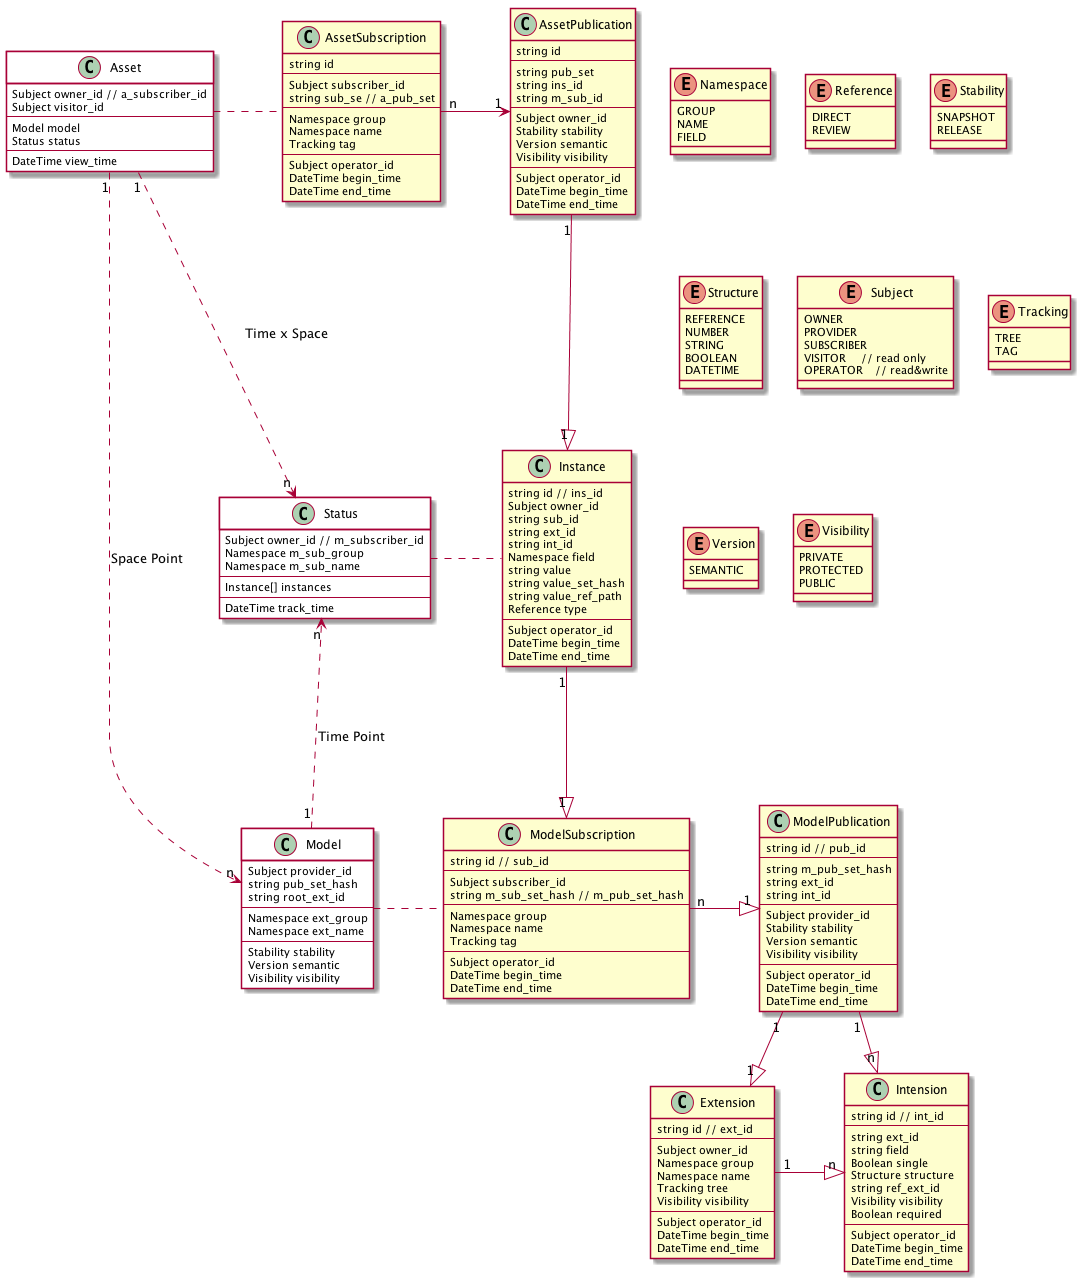 C Asset
Subject owner_id // a_subscriber_id
Subject visitor_id
Model model
Status status
DateTime view_time
C AssetSubscription
string id
Subject subscriber_id
string sub_se // a_pub_set
Namespace group
Namespace name
Tracking tag
Subject operator_id
DateTime begin_time
DateTime end_time
n
1
C AssetPublication
string id
string pub_set
string ins_id
string m_sub_id
Subject owner_id
Stability stability
Version semantic
Visibility visibility
Subject operator_id
DateTime begin_time
DateTime end_time
E Namespace
GROUP
NAME
FIELD
E Reference
DIRECT
REVIEW
E Stability
SNAPSHOT
RELEASE
1
1
1
Time x Space
E Structure
REFERENCE
NUMBER
STRING
BOOLEAN
DATETIME
E Subject
OWNER
PROVIDER
SUBSCRIBER
VISITOR // read only
OPERATOR // read&write
E Tracking
TREE
TAG
1
n
C Status
Subject owner_id // m_subscriber_id
Namespace m_sub_group
Namespace m_sub_name
Instance[] instances
DateTime track_time
n
C Instance
string id // ins_id
Subject owner_id
string sub_id
string ext_id
string int_id
Namespace field
string value
string value_set_hash
string value_ref_path
Reference type
Subject operator_id
DateTime begin_time
DateTime end_time
1
E Version
SEMANTIC
E Visibility
PRIVATE
PROTECTED
PUBLIC
Space Point
Time Point
1
1
n
C Model
Subject provider_id
string pub_set_hash
string root_ext_id
Namespace ext_group
Namespace ext_name
Stability stability
Version semantic
Visibility visibility
C ModelSubscription
string id // sub_id
Subject subscriber_id
string m_sub_set_hash // m_pub_set_hash
Namespace group
Namespace name
Tracking tag
Subject operator_id
DateTime begin_time
DateTime end_time
n
1
C ModelPublication
string id // pub_id
string m_pub_set_hash
string ext_id
string int_id
Subject provider_id
Stability stability
Version semantic
Visibility visibility
Subject operator_id
DateTime begin_time
DateTime end_time
1
1
1
n
C Extension
string id // ext_id
Subject owner_id
Namespace group
Namespace name
Tracking tree
Visibility visibility
Subject operator_id
DateTime begin_time
DateTime end_time
1
n
C Intension
string id // int_id
string ext_id
string field
Boolean single
Structure structure
string ref_ext_id
Visibility visibility
Boolean required
Subject operator_id
DateTime begin_time
DateTime end_time